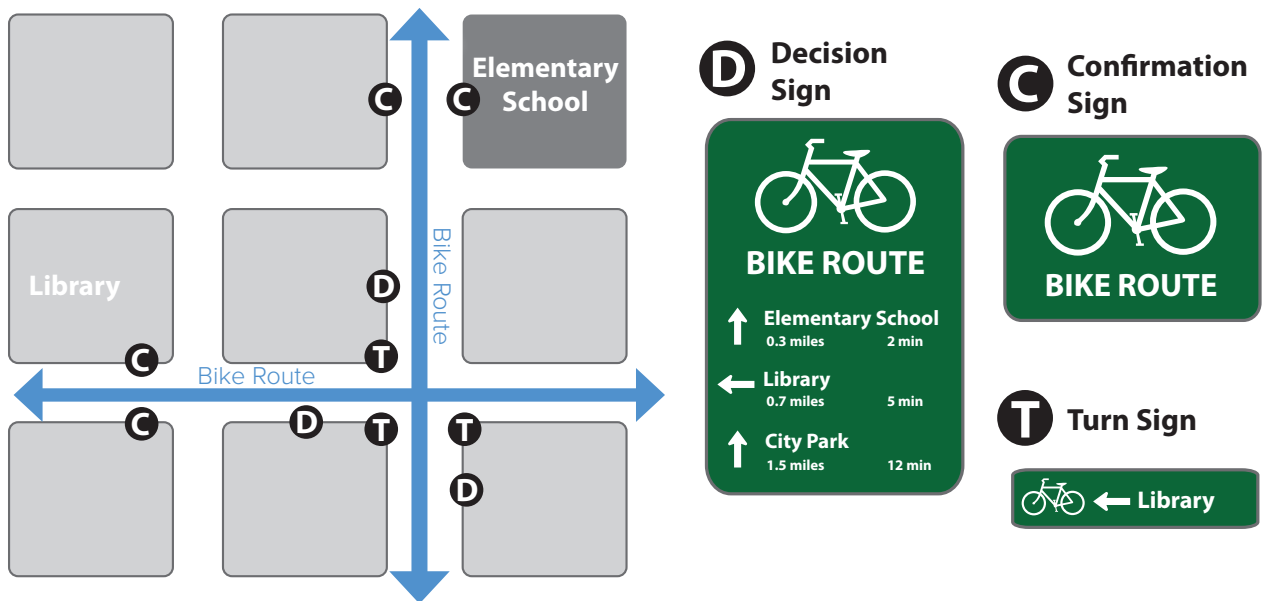 C
C
Elementary
School
Library
Bike Route
D
T
C
Bike Route
C
D
T
T
D
D
Decision
Sign
BIKE ROUTE
Elementary School
0.3 miles 2 min
Library
0.7 miles 5 min
City Park
1.5 miles 12 min
C
Confirmation
Sign
BIKE ROUTE
T
Turn Sign
Library